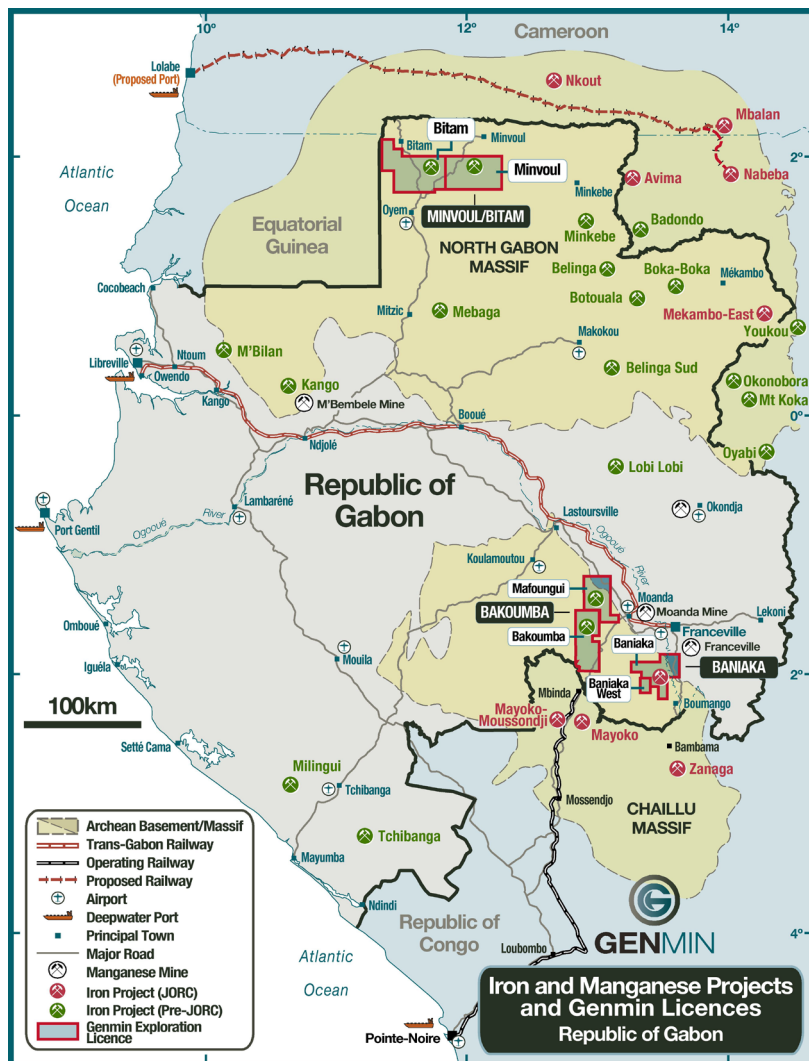 10°
12°
14°
Cameroon
Lolabe
(Proposed Port)
Nkout
Mbalan
2°
Bitam
Bitam
Minvoul
Atlantic
Ocean
Minvoul
Minkebe
Avima
Nabeba
Oyem
MINVOUL/BITAM
Equatorial
Guinea
Minkebe
Badondo
NORTH GABON
MASSIF
Belinga
Boka-Boka
Mékambo
Cocobeach
Botouala
Mitzic
Mebaga
Mekambo-East
Youkou
Makokou
M'Bilan
Libreville
Ntoum
Owendo
Kango
Belinga Sud
Okonobora
Mt Koka
Kango
M'Bembele Mine
0°
Ndjolé
Booué
Oyabi
Lobi Lobi
Republic of
Gabon
Lambaréné
Ogooué
River
Port Gentil
Okondja
Lastoursville
Ogooué
River
Koulamoutou
Mafoungui
Moanda
Moanda Mine
Lekoni
BAKOUMBA
Bakoumba
Franceville
Franceville
Baniaka
BANIAKA
Omboué
Mouila
Iguéla
2°
Baniaka
West
Mbinda
Boumango
100km
Mayoko-
Moussondji
Mayoko
Bambama
Setté Cama
Zanaga
Milingui
Tchibanga
Mossendjo
CHAILLU
MASSIF
Tchibanga
Mayumba
Ndindi
Republic of
Congo
GENMIN
4°
Loubombo
Atlantic
Ocean
Pointe-Noire
Archean Basement/Massif
Trans-Gabon Railway
Operating Railway
Proposed Railway
Airport
Deepwater Port
Principal Town
Major Road
Manganese Mine
Iron Project (JORC)
Iron Project (Pre-JORC)
Genmin Exploration
Licence
Iron and Manganese Projects
and Genmin Licences
Republic of Gabon